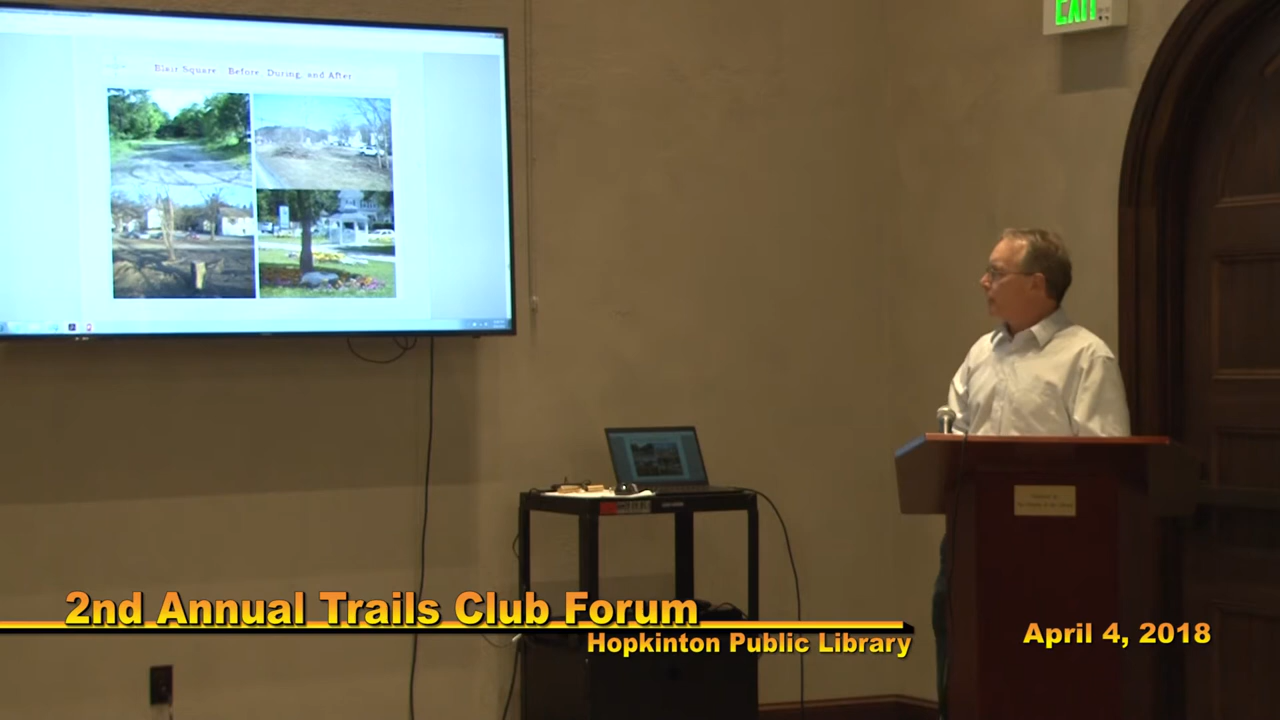 EXIT
Blair Square Before, During, and After
2nd Annual Trails Club Forum
Hopkinton Public Library
April 4, 2018